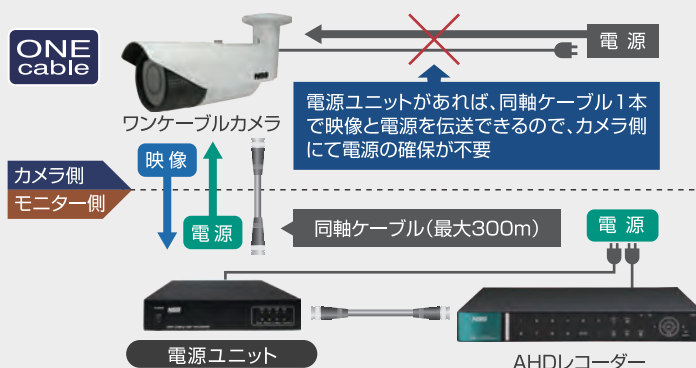 ONE
cable
電源
ワンケーブルカメラ
電源ユニットがあれば、同軸ケーブル1本
で映像と電源を伝送できるので、カメラ側
にて電源の確保が不要
映像
カメラ側
モニター側
電源
同軸ケーブル(最大300m)
電源
電源ユニット
AHDレコーダー